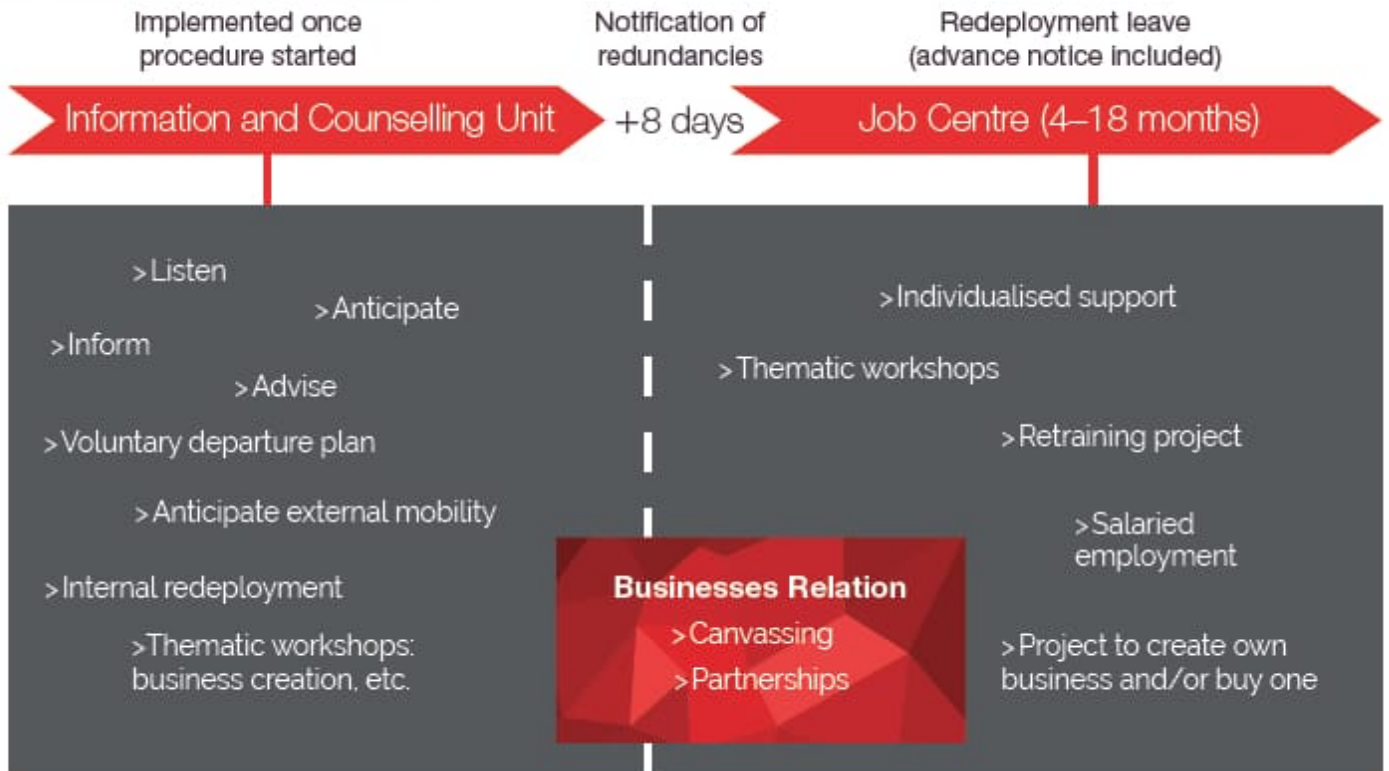 Implemented once
procedure started
Notification of
redundancies
Redeployment leave
(advance notice included)
Information and Counselling Unit
+8 days
Job Centre (4–18 months)
>Listen
>Anticipate
>Inform
>Advise
>Voluntary departure plan
>Anticipate external mobility
>Internal redeployment
>Thematic workshops:
business creation, etc.
Businesses Relation
>Canvassing
>Partnerships
>Individualised support
>Thematic workshops
>Retraining project
>Salaried
employment
>Project to create own
business and/or buy one